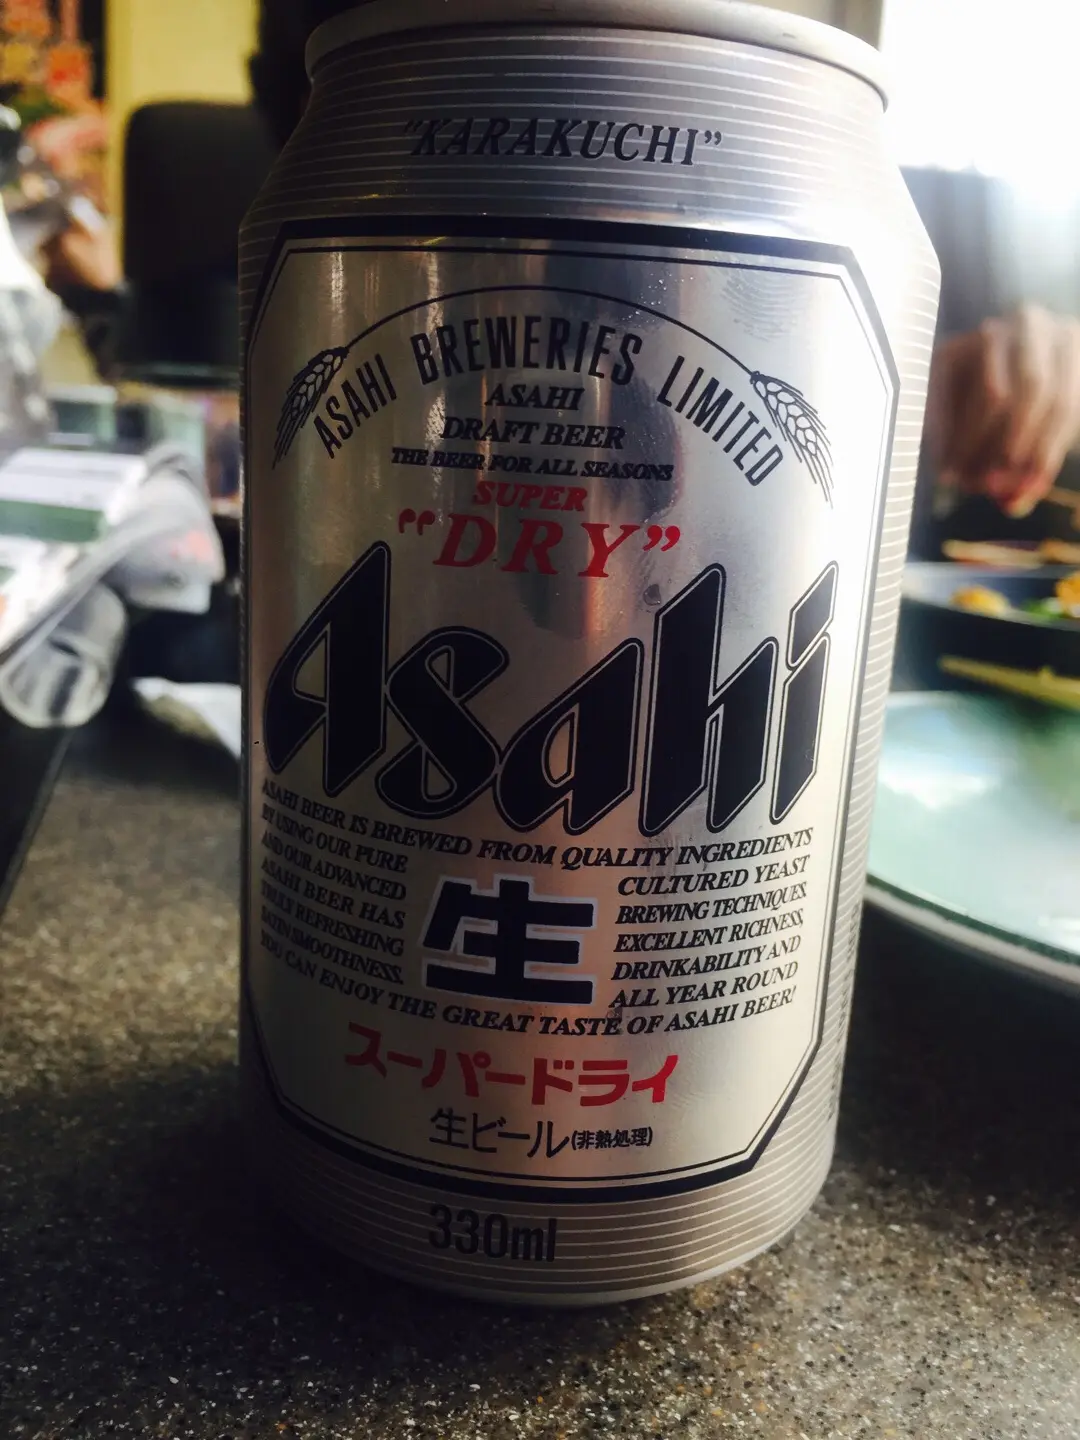 "KARAKUCHI"
ASAHI BREWERIES LIMITED
ASAHI
DRAFT BEER
THE BEER FOR ALL SEASONS
SUPER
"DRY"
Asahi
ASAHI BEER IS BREWED FROM QUALITY INGREDIENTS
BY USING OUR PURE CULTURED YEAST
AND OUR ADVANCED BREWING TECHNIQUES.
ASAHI BEER HAS EXCELLENT RICHNESS,
TRULY REFRESHING DRINKABILITY AND
SATIN SMOOTHNESS. ALL YEAR ROUND
YOU CAN ENJOY THE GREAT TASTE OF ASAHI BEER!
生
スーパードライ
生ビール(非熱処理)
330ml